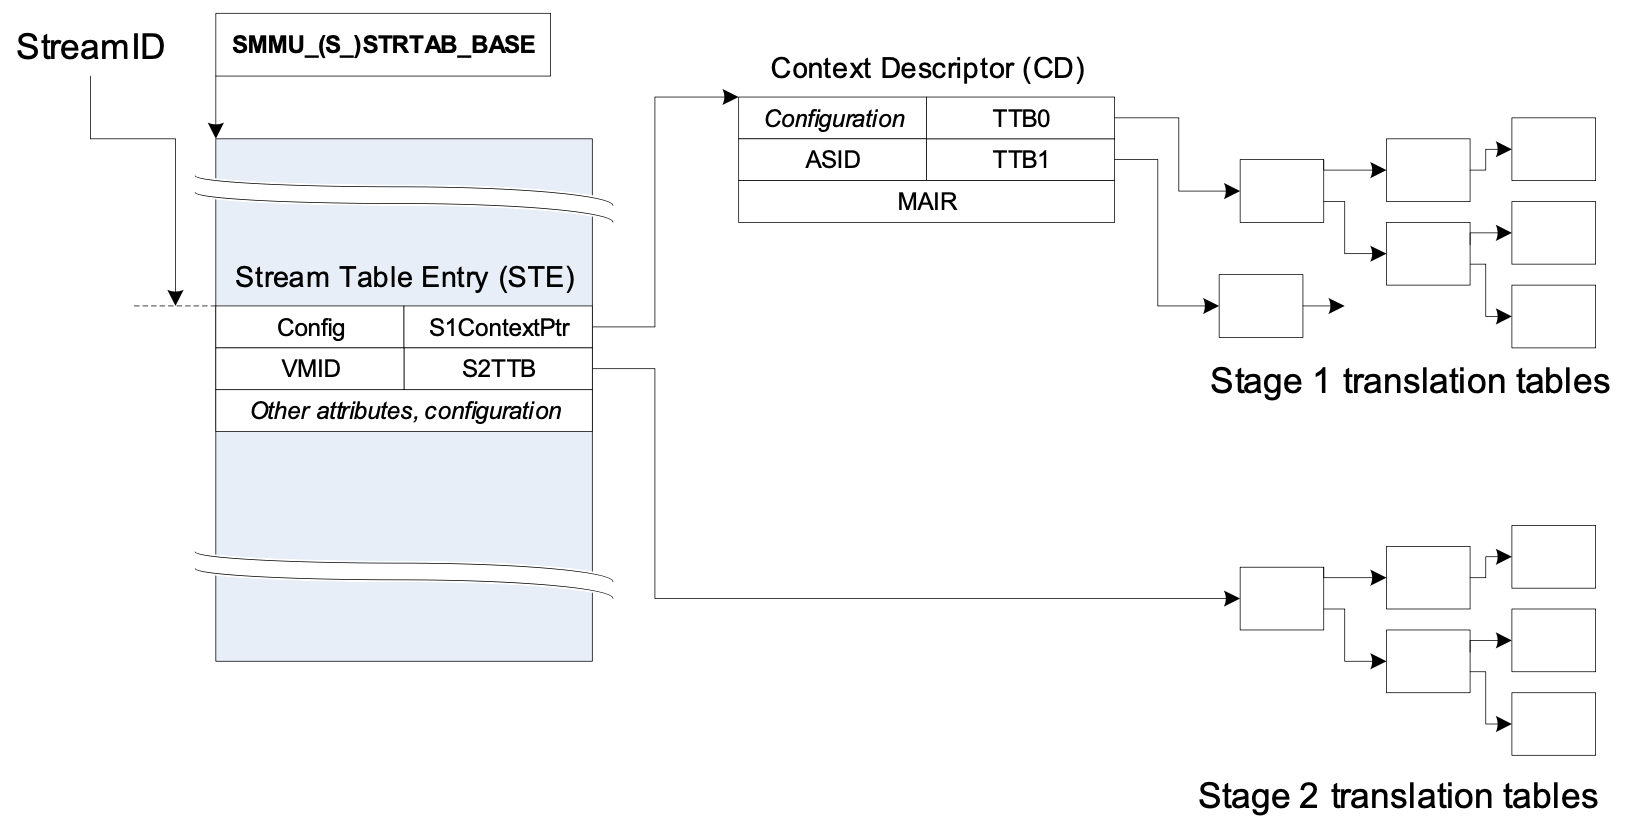 StreamID
SMMU_(S_)STRTAB_BASE
Context Descriptor (CD)
Configuration TTB0
ASID TTB1
MAIR
Stream Table Entry (STE)
Config S1ContextPtr
VMID S2TTB
Other attributes, configuration
Stage 1 translation tables
Stage 2 translation tables